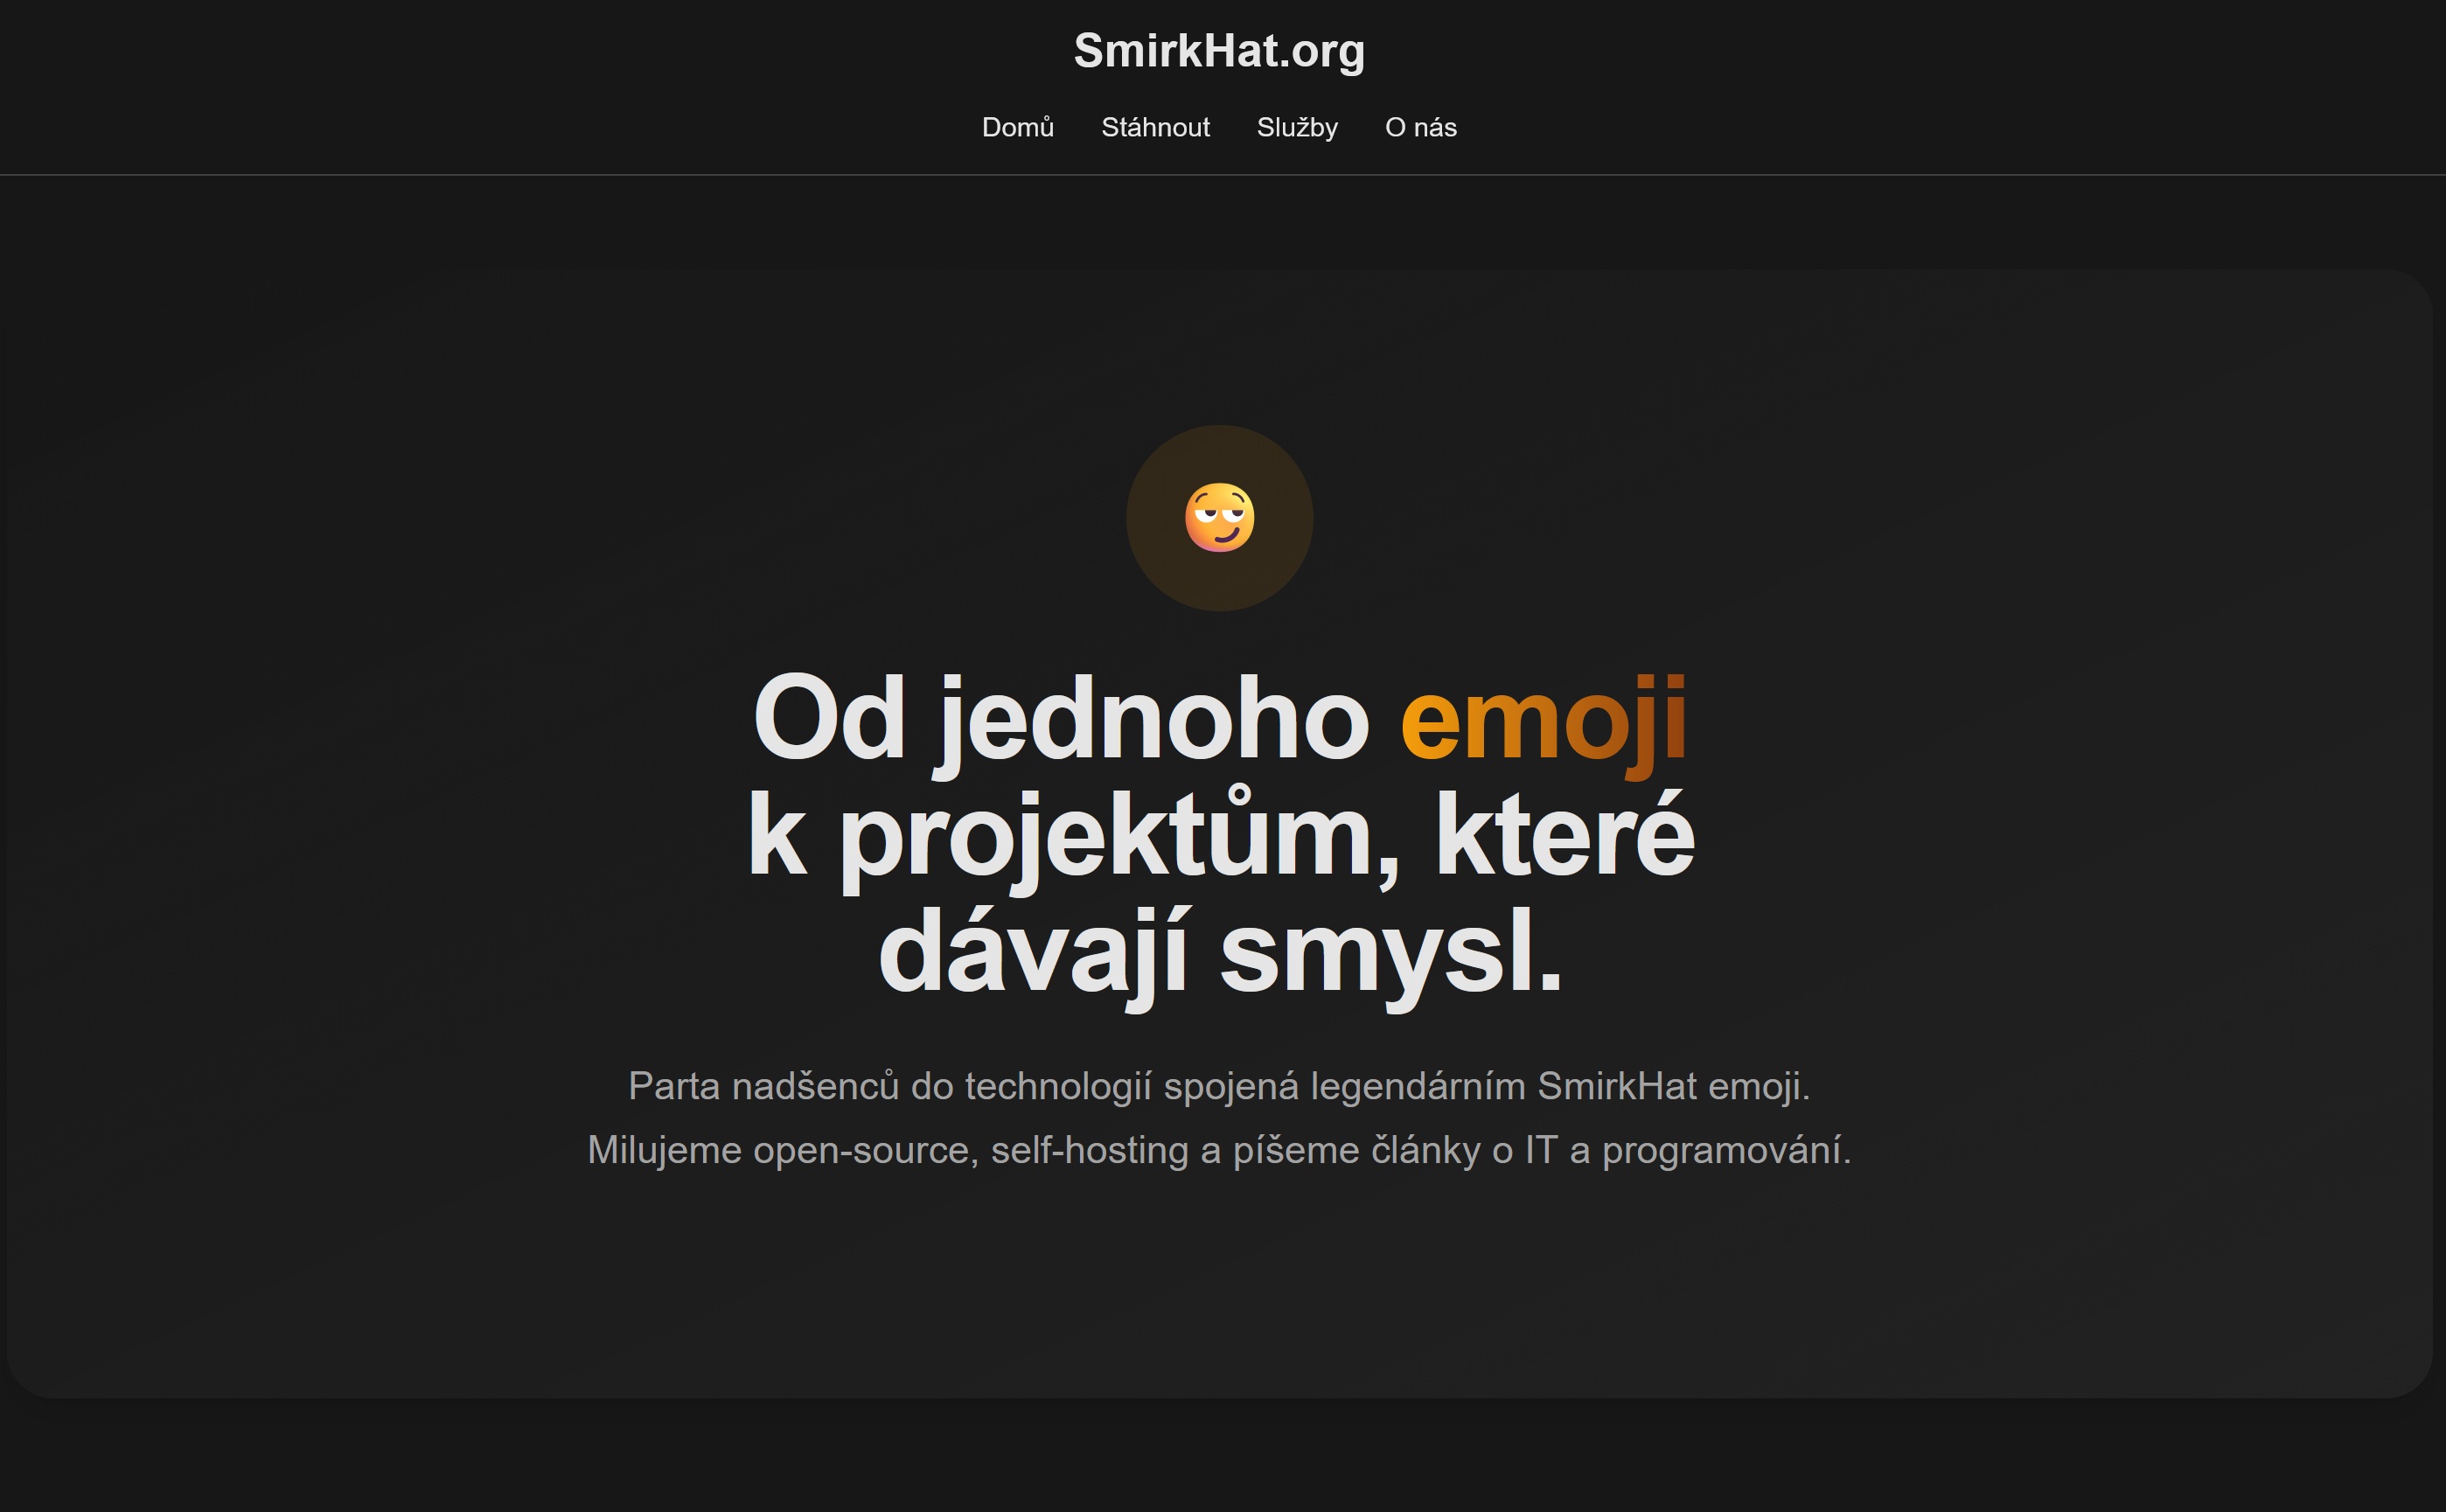 SmirkHat.org
Domů Stáhnout Služby O nás
Od jednoho emoji
k projektům, které
dávají smysl.
Parta nadšenců do technologií spojená legendárním SmirkHat emoji.
Milujeme open-source, self-hosting a píšeme články o IT a programování.